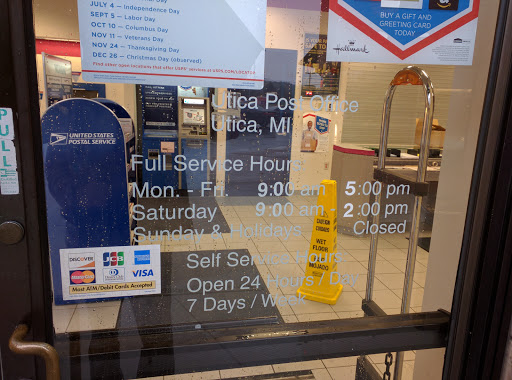 JULY 4 — Independence Day
SEPT 5 — Labor Day
OCT 10 — Columbus Day
NOV 11 — Veterans Day
NOV 24 — Thanksgiving Day
DEC 26 — Christmas Day (observed)
BUY A GIFT AND
GREETING CARD
TODAY
Hallmark
Utica Post Office
Utica, MI
PULL
UNITED STATES
POSTAL SERVICE
Full Service Hours
Mon. - Fri. 9:00 am 5:00 pm
Saturday 9:00 am 2:00 pm
Sunday & Holidays Closed
CAUTION
WET
FLOOR
MOJADO
Self Service Hours
Open 24 Hours / Day
7 Days / Week
DISCOVER
JCB
MasterCard
VISA
Most ATM/Debit Cards Accepted